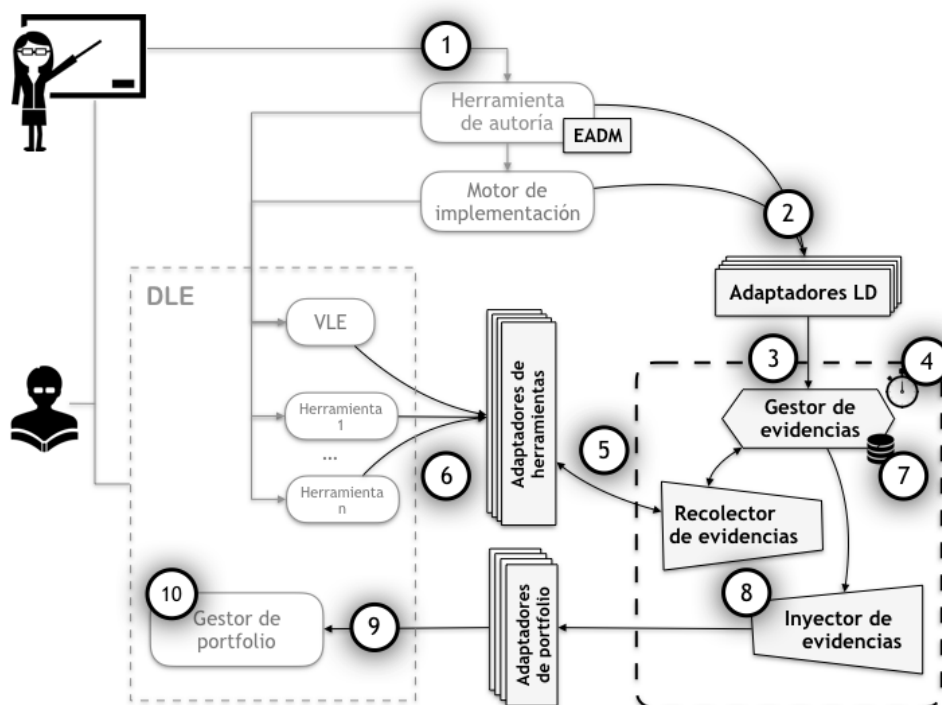 1
Herramienta
de autoría
EADM
Motor de
implementación
2
Adaptadores LD
DLE
VLE
3
4
Herramienta
1
...
Herramienta
n
Adaptadores de
herramientas
Gestor de
evidencias
5
6
7
Recolector
de evidencias
8
Inyector de
evidencias
Adaptadores
de portfolio
9
10
Gestor de
portfolio